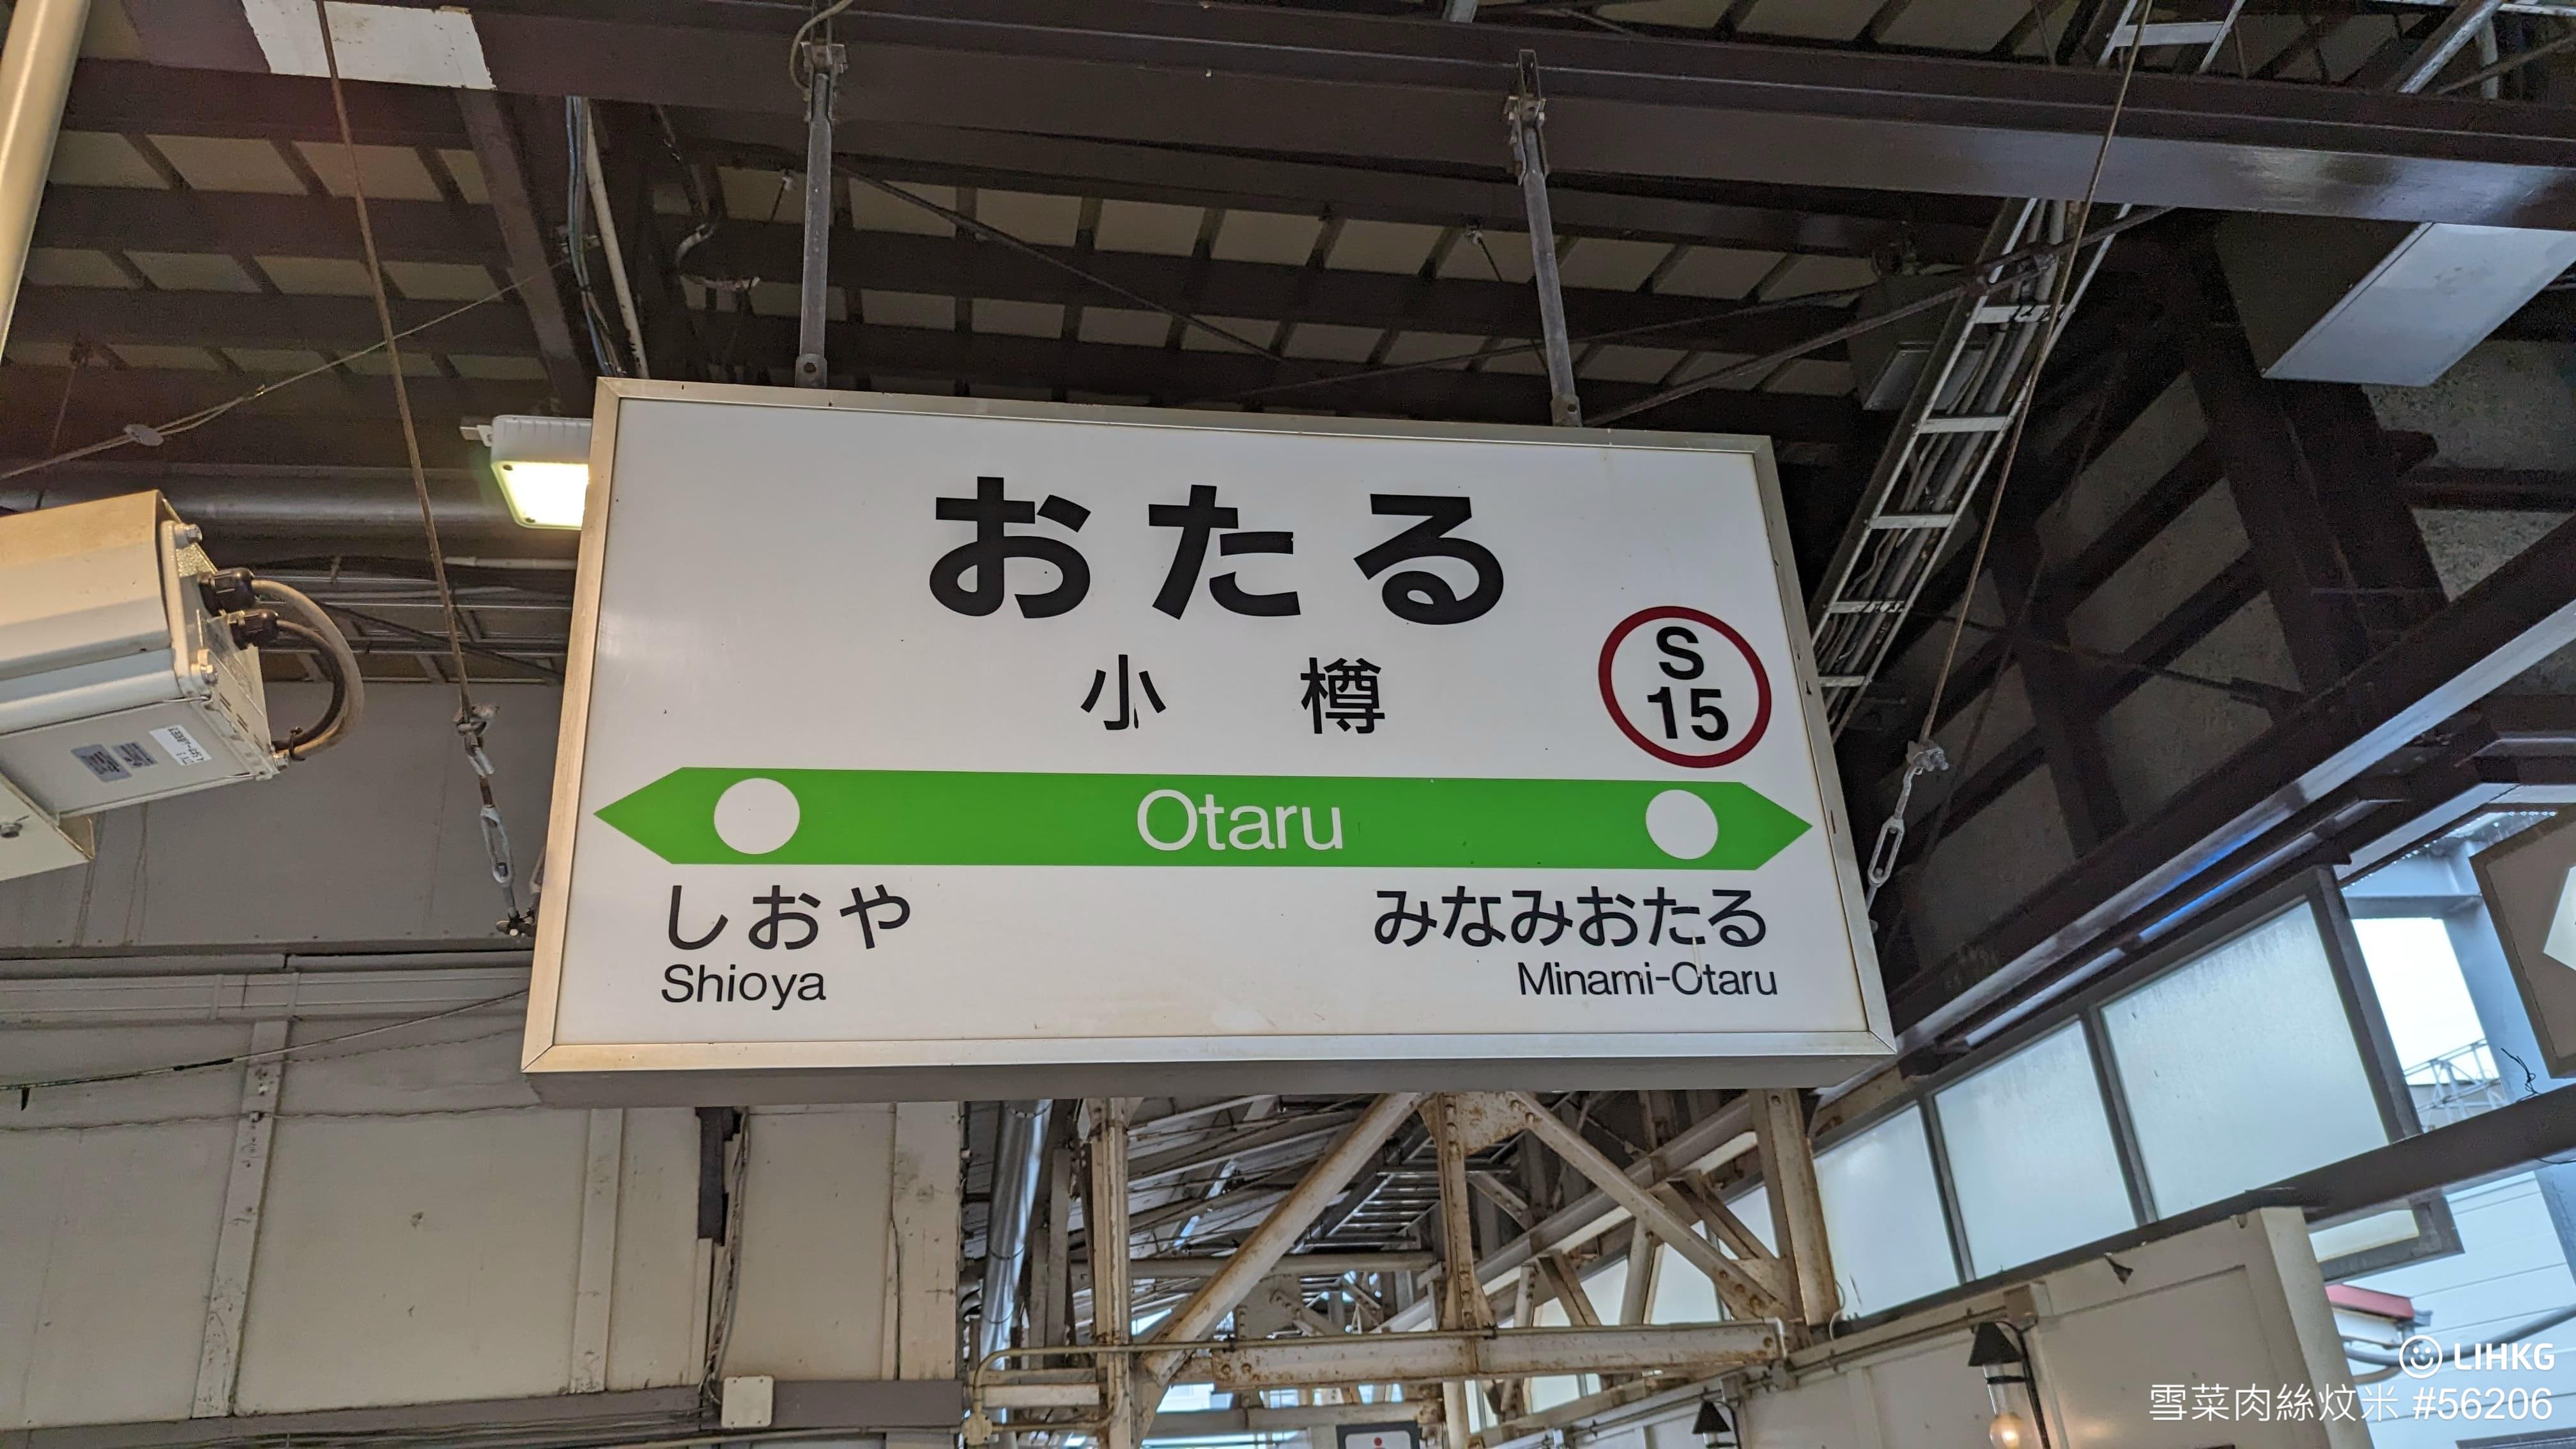 おたる
小樽
S
15
Otaru
しおや
Shioya
みなみおたる
Minami-Otaru
LIHKG
雪菜肉絲炆米 #56206